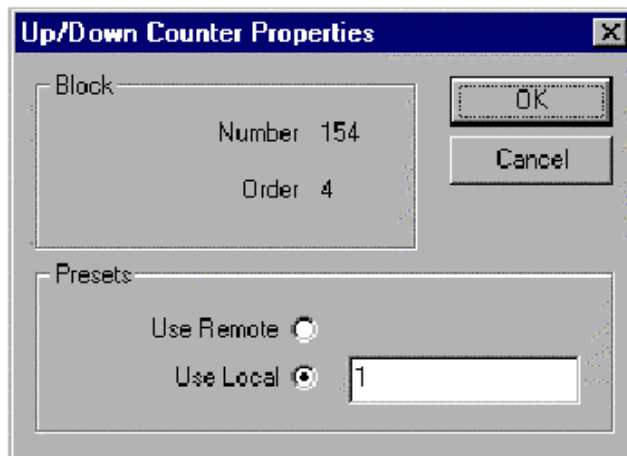 Up/Down Counter Properties
Block
Number 154
Order 4
OK
Cancel
Presets
Use Remote
Use Local 1